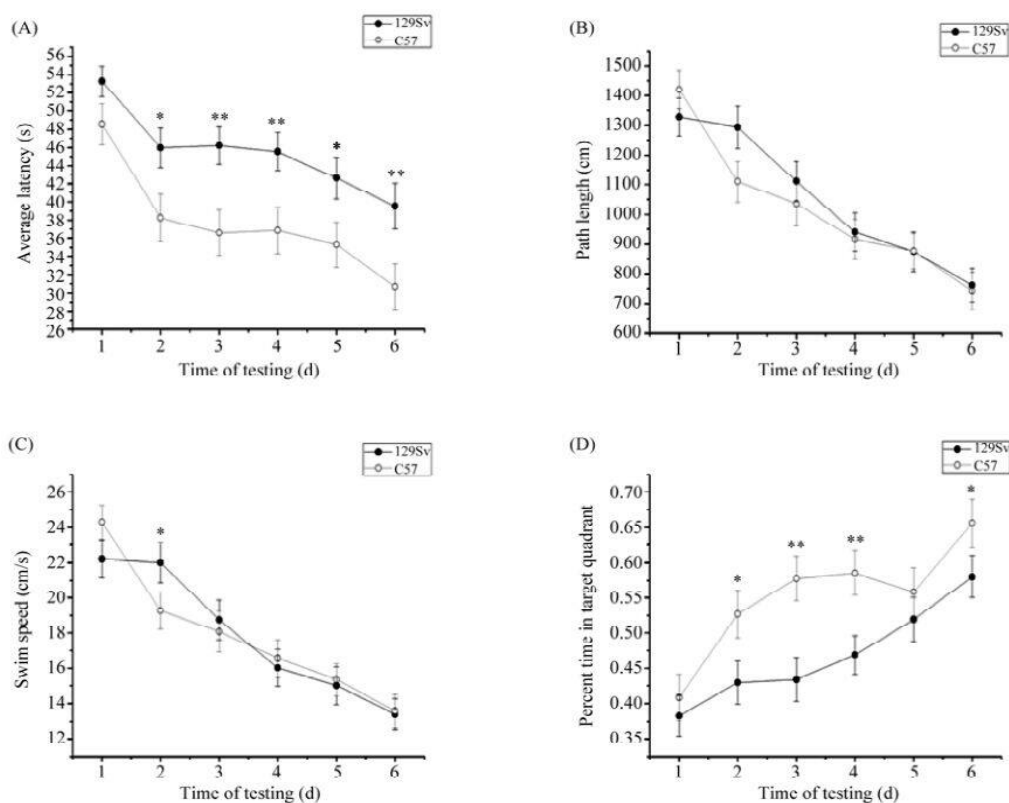 (A)
129Sv
C57
56
54
52
50
48
46
44
42
40
38
36
34
32
30
28
26
Average latency (s)
* ** ** * **
1 2 3 4 5 6
Time of testing (d)
(B)
129Sv
C57
1500
1400
1300
1200
1100
1000
900
800
700
600
Path length (cm)
1 2 3 4 5 6
Time of testing (d)
(C)
129Sv
C57
26
24
22
20
18
16
14
12
Swim speed (cm/s)
*
1 2 3 4 5 6
Time of testing (d)
(D)
129Sv
C57
0.70
0.65
0.60
0.55
0.50
0.45
0.40
0.35
Percent time in target quadrant
* ** ** *
1 2 3 4 5 6
Time of testing (d)